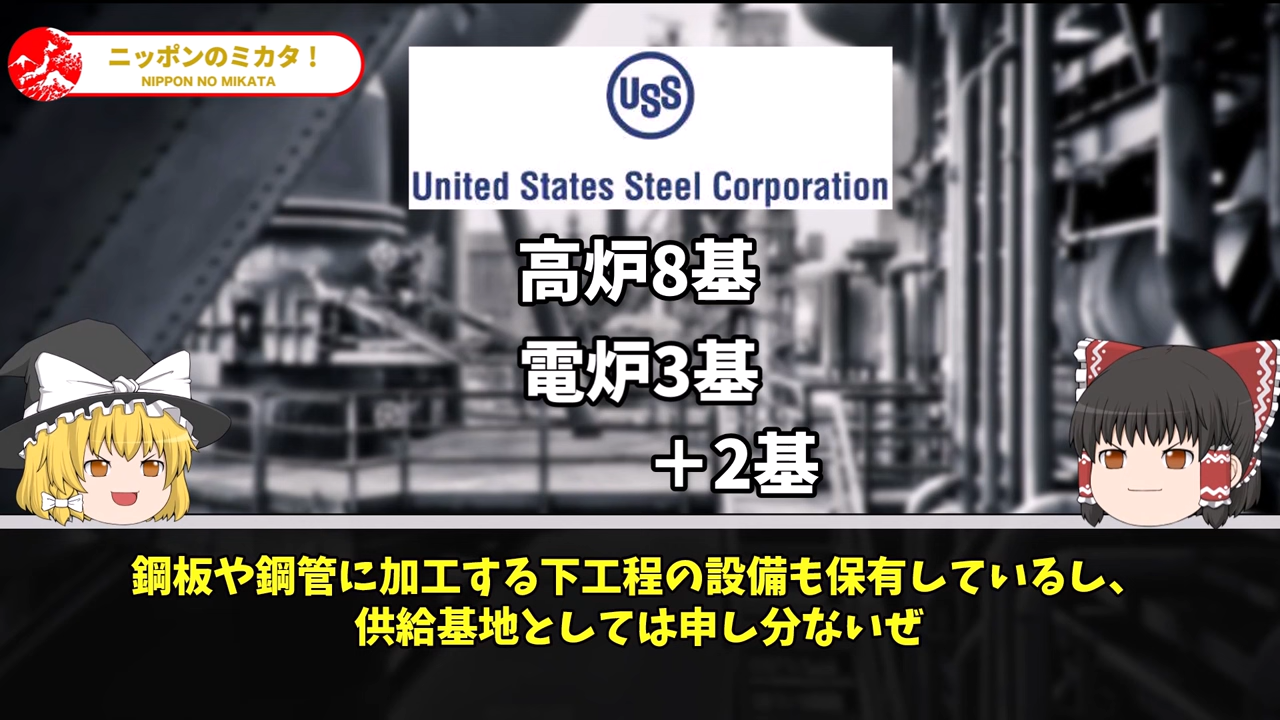 ニッポンのミカタ！
NIPPON NO MIKATA
USS
United States Steel Corporation
高炉8基
電炉3基
＋2基
鋼板や鋼管に加工する下工程の設備も保有しているし、
供給基地としては申し分ないぜ